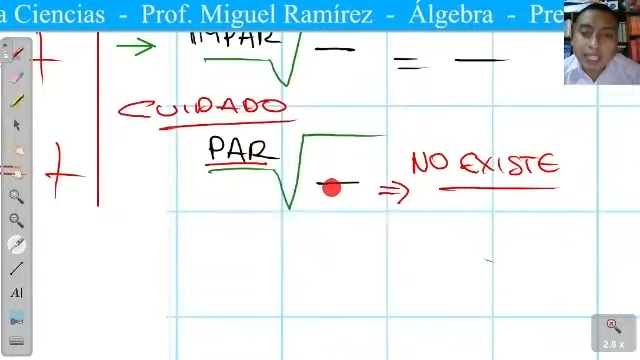 a Ciencias - Prof. Miguel Ramírez - Álgebra - Pre
IMPAR √ — = —
CUIDADO
+
PAR √ — ⇒ NO EXISTE
+
A
2.8 x